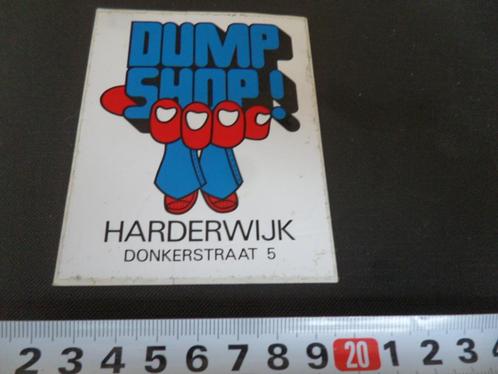 DUMP
SHOP!
HARDERWIJK
DONKERSTRAAT 5
2 3 4 5 6 7 8 9 20 1 2 3 4